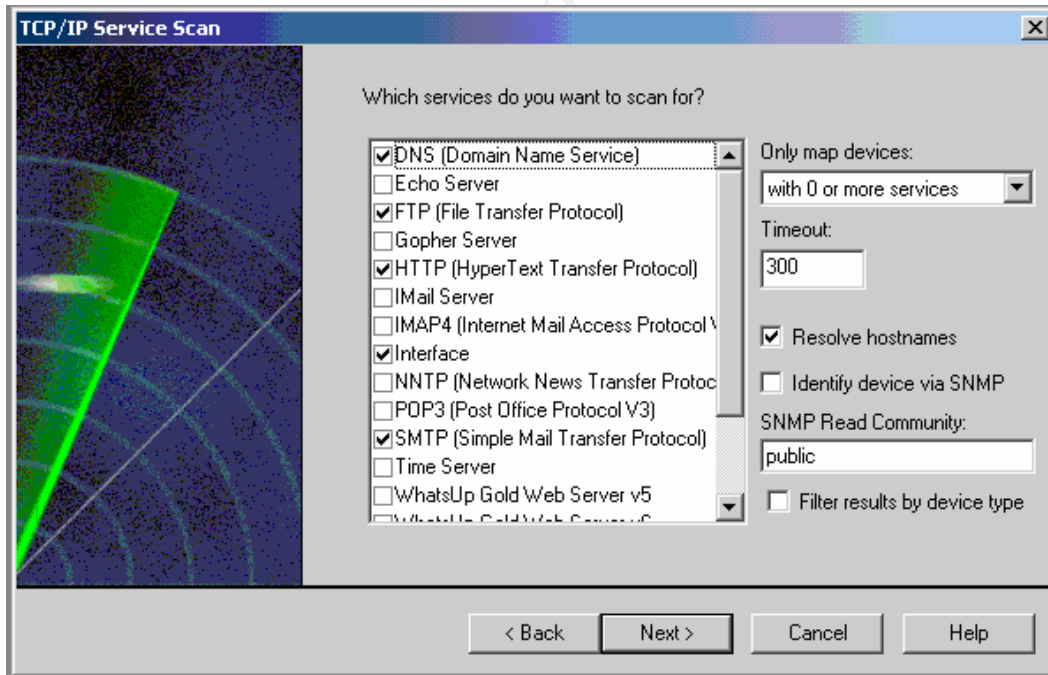 TCP/IP Service Scan
Which services do you want to scan for?
DNS (Domain Name Service)
Echo Server
FTP (File Transfer Protocol)
Gopher Server
HTTP (HyperText Transfer Protocol)
IMail Server
IMAP4 (Internet Mail Access Protocol
Interface
NNTP (Network News Transfer Protoc
POP3 (Post Office Protocol V3)
SMTP (Simple Mail Transfer Protocol)
Time Server
WhatsUp Gold Web Server v5
Only map devices:
with 0 or more services
Timeout:
300
Resolve hostnames
Identify device via SNMP
SNMP Read Community:
public
Filter results by device type
< Back
Next >
Cancel
Help